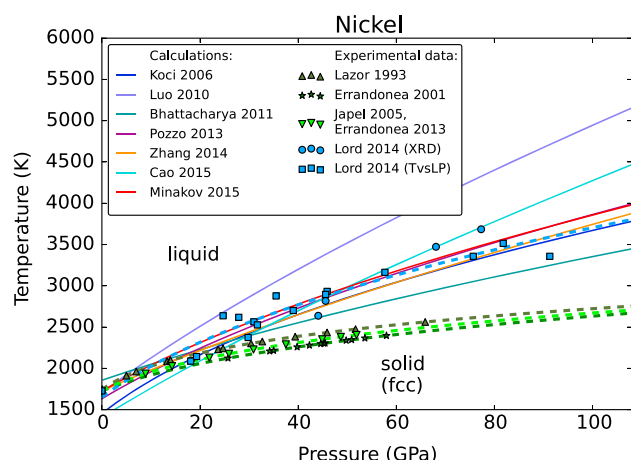 Nickel
6000
5500
5000
4500
4000
3500
3000
2500
2000
1500
Temperature (K)
Calculations:
Koci 2006
Luo 2010
Bhattacharya 2011
Pozzo 2013
Zhang 2014
Cao 2015
Minakov 2015
Experimental data:
Lazor 1993
Errandonea 2001
Japel 2005,
Errandonea 2013
Lord 2014 (XRD)
Lord 2014 (TvsLP)
liquid
solid
(fcc)
0
20
40
60
80
100
Pressure (GPa)